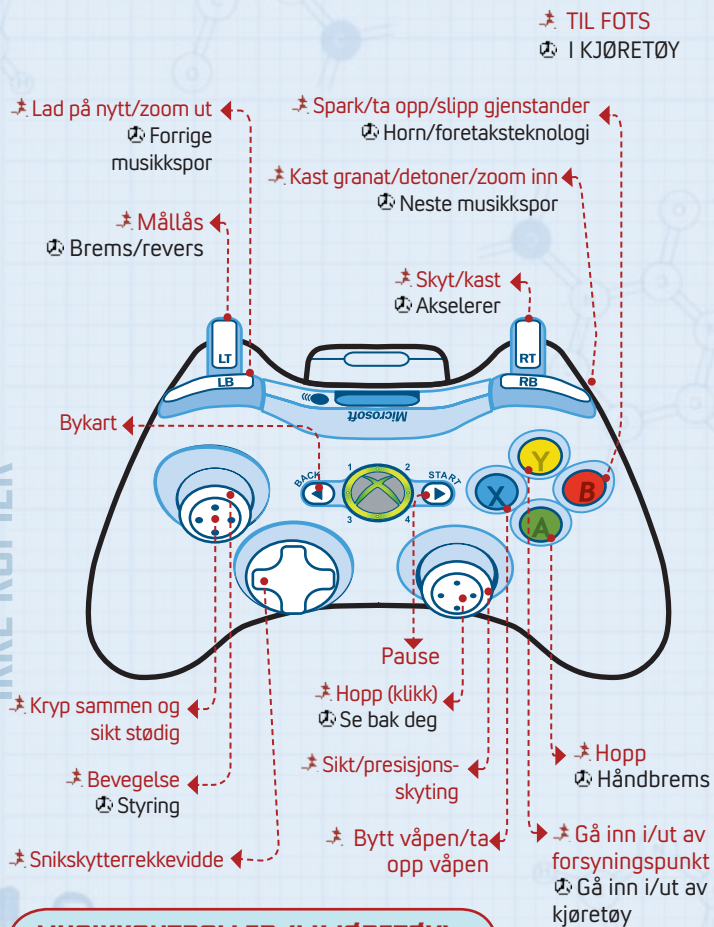 TIL FOTS
I KJØRETØY
Lad på nytt/zoom ut
Forrige
musikkspor
Spark/ta opp/slipp gjenstander
Horn/foretaksteknologi
Kast granat/detoner/zoom inn
Neste musikkspor
Mållås
Brems/revers
Skyt/kast
Akselerer
LT
RT
LB
RB
Microsoft
Bykart
BACK
START
1
2
3
4
Y
X
B
A
IKKE KOPIER
Pause
Kryp sammen og
sikt stødig
Hopp (klikk)
Se bak deg
Bevegelse
Styring
Sikt/presisjons-
skyting
Hopp
Håndbrems
Snikskytterrekkevidde
Bytt våpen/ta
opp våpen
Gå inn i/ut av
forsyningspunkt
Gå inn i/ut av
kjøretøy